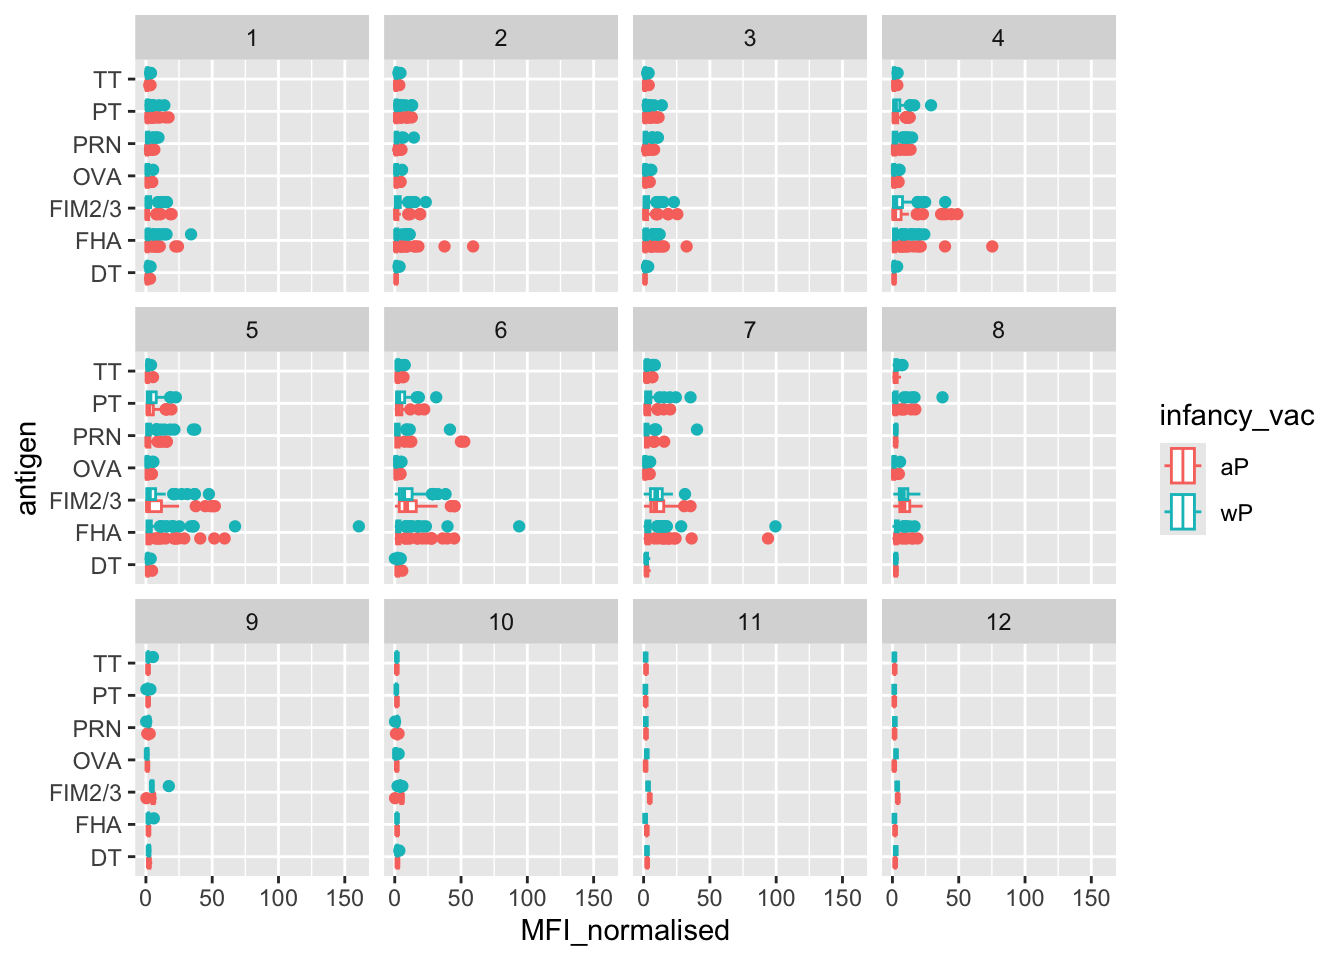 1 2 3 4
TT
PT
PRN
OVA
FIM2/3
FHA
DT
5 6 7 8
TT
PT
PRN
OVA
FIM2/3
FHA
DT
9 10 11 12
TT
PT
PRN
OVA
FIM2/3
FHA
DT
0 50 100 150 0 50 100 150 0 50 100 150 0 50 100 150
MFI_normalised
antigen
infancy_vac
aP
wP